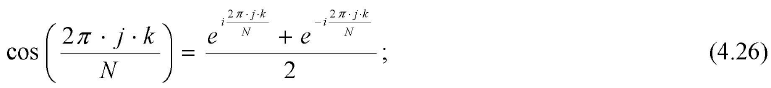 cos(2π · j · k / N) = (e^{i 2π·j·k / N} + e^{−i 2π·j·k / N}) / 2 ; (4.26)